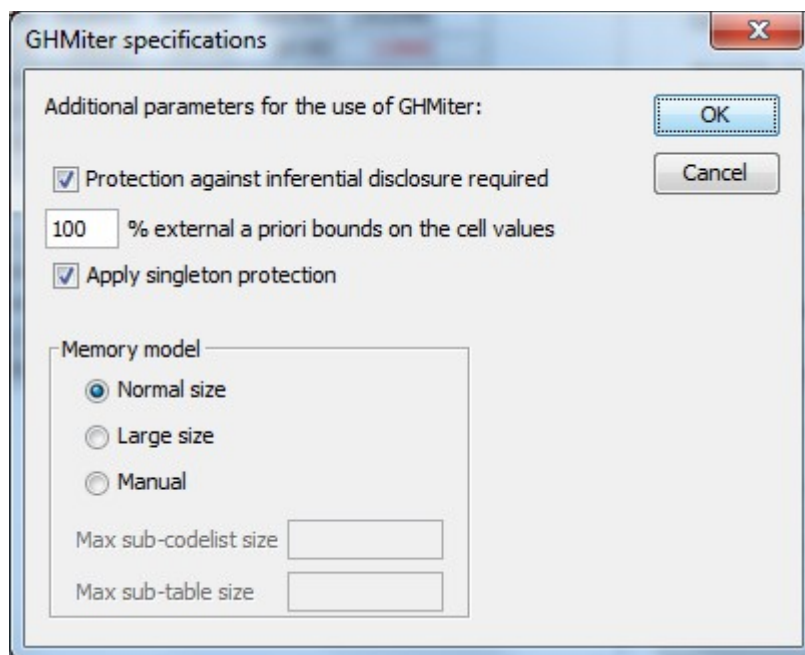 GHMiter specifications
Additional parameters for the use of GHMiter:
OK
Protection against inferential disclosure required
Cancel
100 % external a priori bounds on the cell values
Apply singleton protection
Memory model
Normal size
Large size
Manual
Max sub-codelist size
Max sub-table size